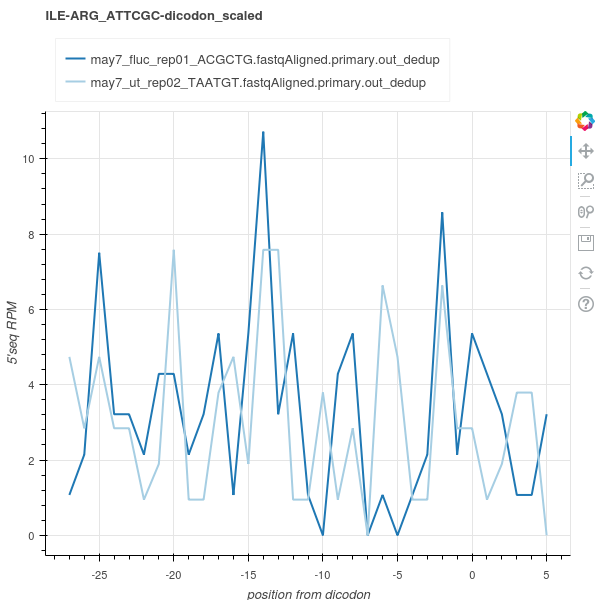 ILE-ARG_ATTCGC-dicodon_scaled
may7_fluc_rep01_ACGCTG.fastqAligned.primary.out_dedup
may7_ut_rep02_TAATGT.fastqAligned.primary.out_dedup
10
8
6
4
2
0
5'seq RPM
-25 -20 -15 -10 -5 0 5
position from dicodon